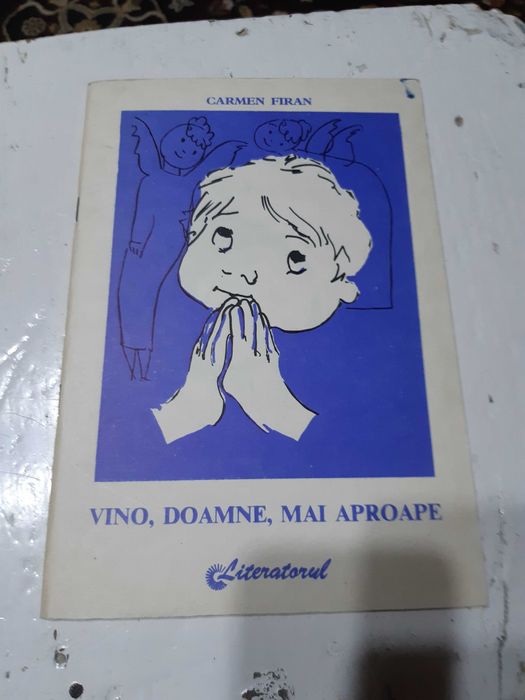 CARMEN FIRAN
VINO, DOAMNE, MAI APROAPE
Literatorul